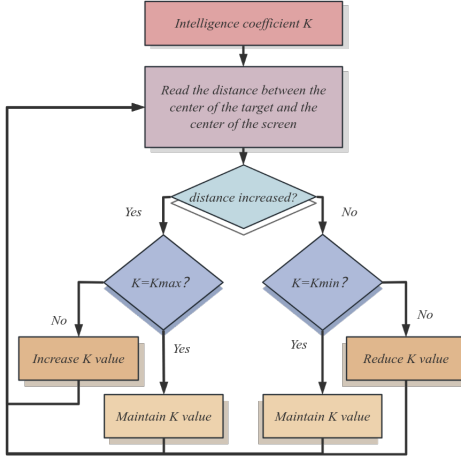 Intelligence coefficient K
Read the distance between the
center of the target and the
center of the screen
distance increased?
Yes
No
K=Kmax?
K=Kmin?
No
No
Yes
Yes
Increase K value
Reduce K value
Maintain K value
Maintain K value